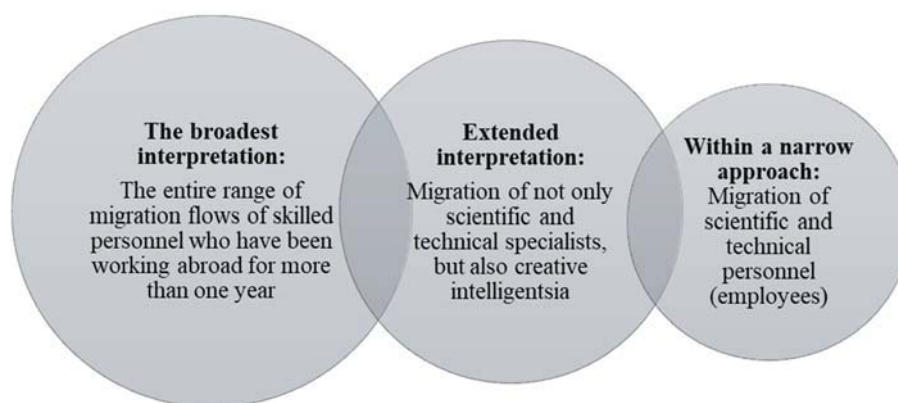 The broadest
interpretation:
The entire range of
migration flows of skilled
personnel who have been
working abroad for more
than one year
Extended
interpretation:
Migration of not only
scientific and
technical specialists,
but also creative
intelligentsia
Within a narrow
approach:
Migration of
scientific and
technical
personnel
(employees)